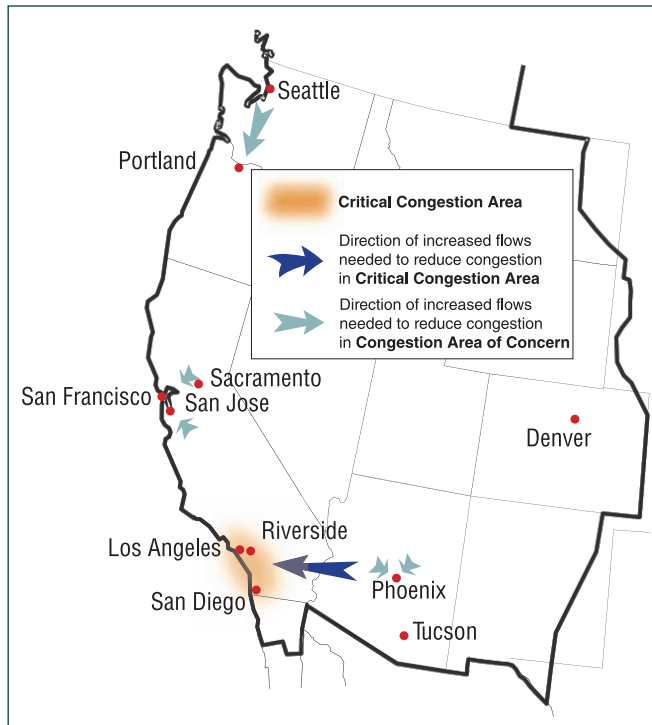 Seattle
Portland
Critical Congestion Area
Direction of increased flows
needed to reduce congestion
in Critical Congestion Area
Direction of increased flows
needed to reduce congestion
in Congestion Area of Concern
Sacramento
San Francisco
San Jose
Denver
Riverside
Los Angeles
San Diego
Phoenix
Tucson